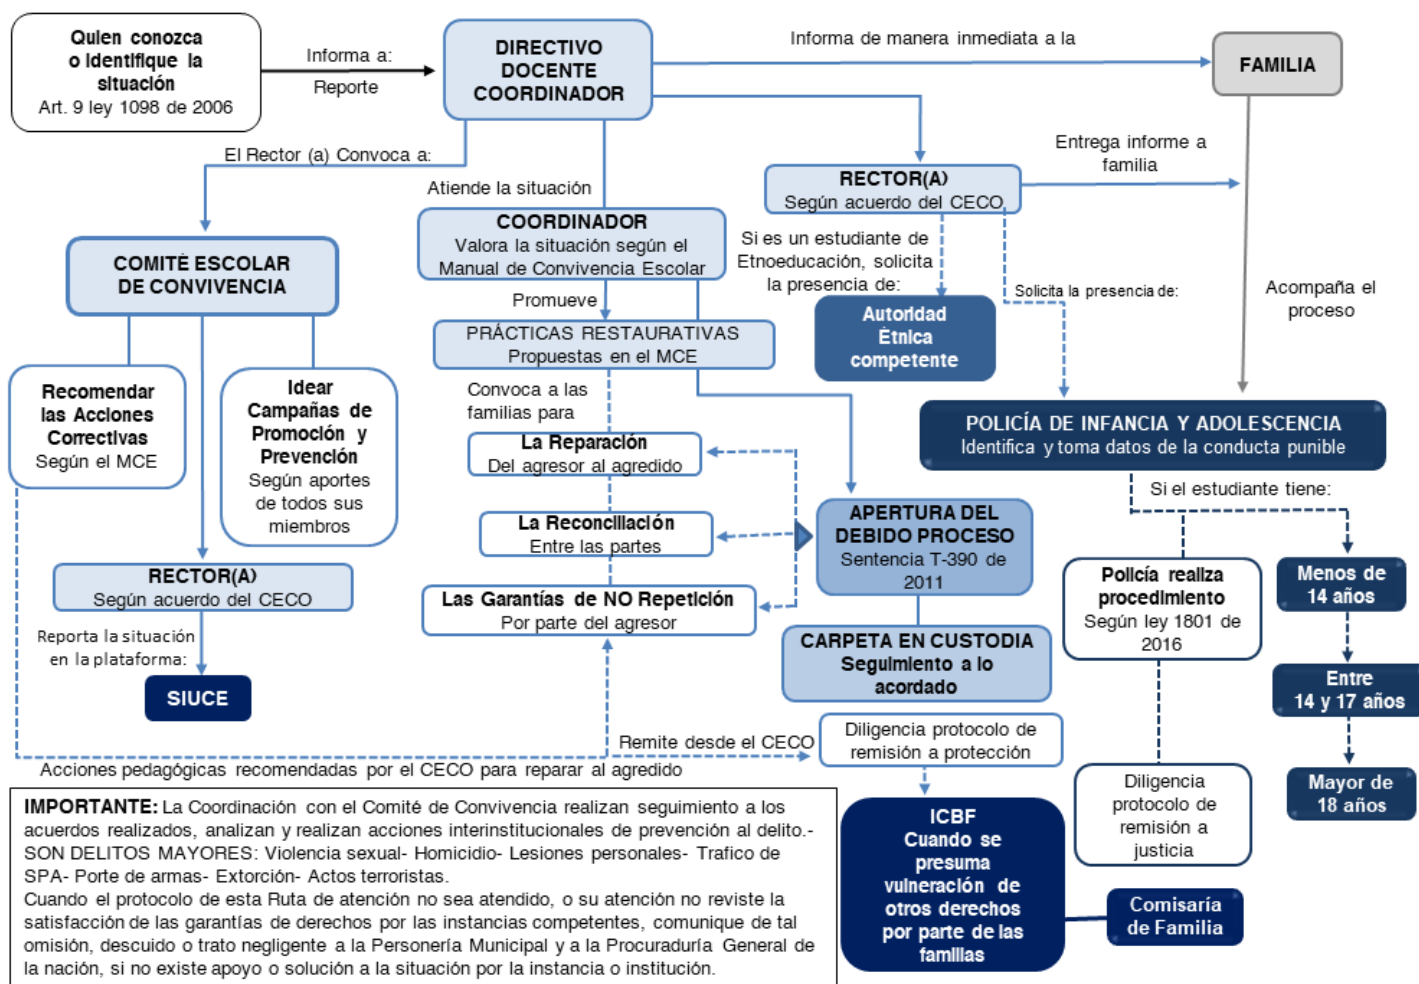 Quien conozca
o identifique la
situación
Art. 9 ley 1098 de 2006
Informa a:
Reporte
DIRECTIVO
DOCENTE
COORDINADOR
Informa de manera inmediata a la
FAMILIA
El Rector (a) Convoca a:
Atiende la situación
Entrega informe a
familia
RECTOR(A)
Según acuerdo del CECO
COORDINADOR
Valora la situación según el
Manual de Convivencia Escolar
COMITÉ ESCOLAR
DE CONVIVENCIA
Si es un estudiante de
Etnoeducación, solicita
la presencia de:
Solicita la presencia de:
Acompaña el
proceso
Promueve
Autoridad
Étnica
competente
PRÁCTICAS RESTAURATIVAS
Propuestas en el MCE
Recomendar
las Acciones
Correctivas
Según el MCE
Idear
Campañas de
Promoción y
Prevención
Según aportes
de todos sus
miembros
Convoca a las
familias para
POLICÍA DE INFANCIA Y ADOLESCENCIA
Identifica y toma datos de la conducta punible
La Reparación
Del agresor al agredido
Si el estudiante tiene:
La Reconciliación
Entre las partes
APERTURA DEL
DEBIDO PROCESO
Sentencia T-390 de
2011
RECTOR(A)
Según acuerdo del CECO
Policía realiza
procedimiento
Según ley 1801 de
2016
Menos de
14 años
Las Garantías de NO Repetición
Por parte del agresor
Reporta la situación
en la plataforma:
CARPETA EN CUSTODIA
Seguimiento a lo
acordado
SIUCE
Entre
14 y 17 años
Remite desde el CECO
Diligencia protocolo de
remisión a protección
Acciones pedagógicas recomendadas por el CECO para reparar al agredido
Diligencia
protocolo de
remisión a
justicia
Mayor de
18 años
IMPORTANTE: La Coordinación con el Comité de Convivencia realizan seguimiento a los
acuerdos realizados, analizan y realizan acciones interinstitucionales de prevención al delito.-
SON DELITOS MAYORES: Violencia sexual- Homicidio- Lesiones personales- Trafico de
SPA- Porte de armas- Extorción- Actos terroristas.
Cuando el protocolo de esta Ruta de atención no sea atendido, o su atención no reviste la
satisfacción de las garantías de derechos por las instancias competentes, comunique de tal
omisión, descuido o trato negligente a la Personería Municipal y a la Procuraduría General de
la nación, si no existe apoyo o solución a la situación por la instancia o institución.
ICBF
Cuando se
presuma
vulneración de
otros derechos
por parte de las
familias
Comisaría
de Familia